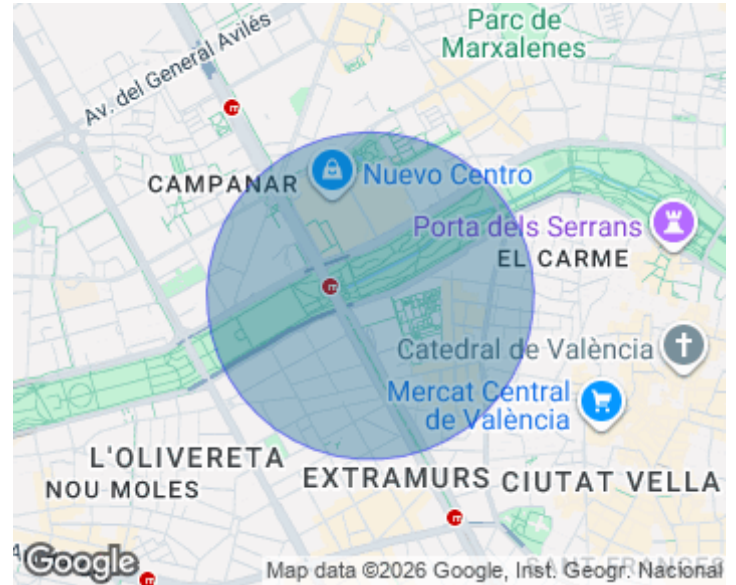 Parc de
Marxalenes
Av. del General Avilés
CAMPANAR
Nuevo Centro
Porta dels Serrans
EL CARME
Catedral de València
Mercat Central
de València
L'OLIVERETA
NOU MOLES
EXTRAMURS
CIUTAT VELLA
Google
Map data ©2026 Google, Inst. Geogr. Nacional